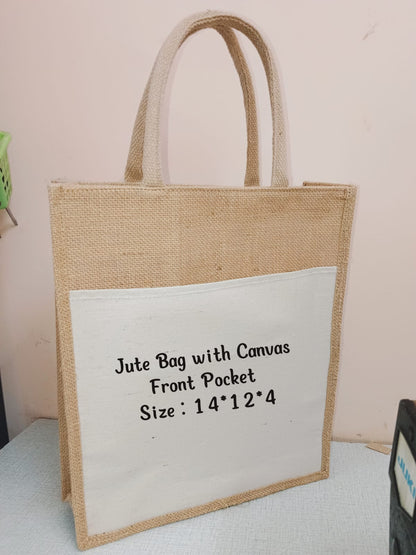 Jute Bag with Canvas
Front Pocket
Size : 14*12*4